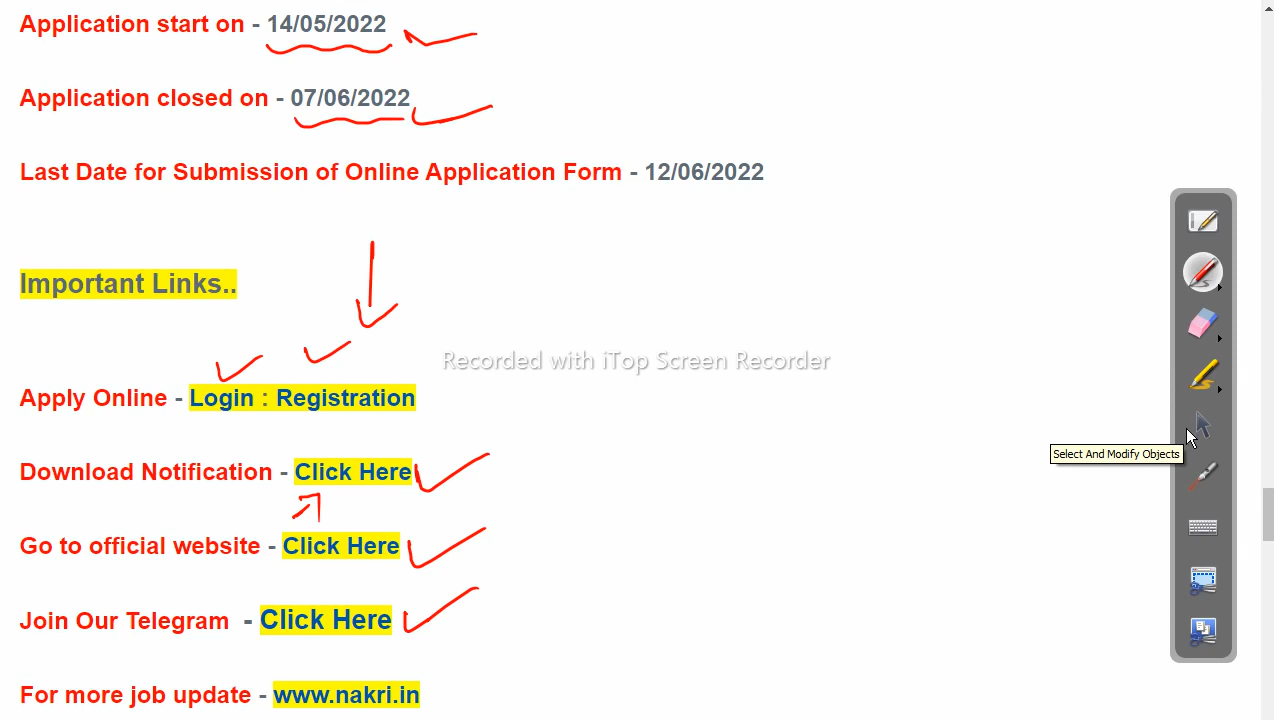 Application start on - 14/05/2022
Application closed on - 07/06/2022
Last Date for Submission of Online Application Form - 12/06/2022
Important Links..
Recorded with iTop Screen Recorder
Apply Online - Login : Registration
Select And Modify Objects
Download Notification - Click Here
Go to official website - Click Here
Join Our Telegram - Click Here
For more job update - www.nakri.in